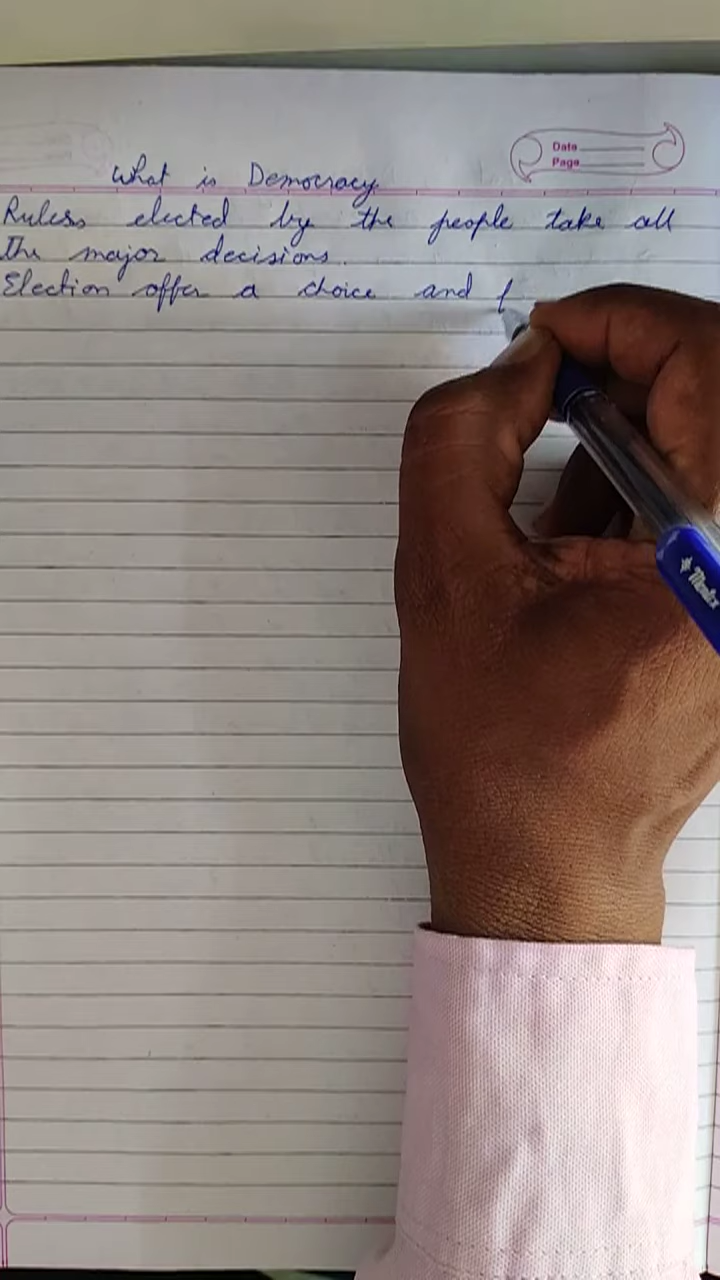 What is Democracy
Date
Page
Rulers elected by the people take all
the major decisions.
Election offer a choice and f